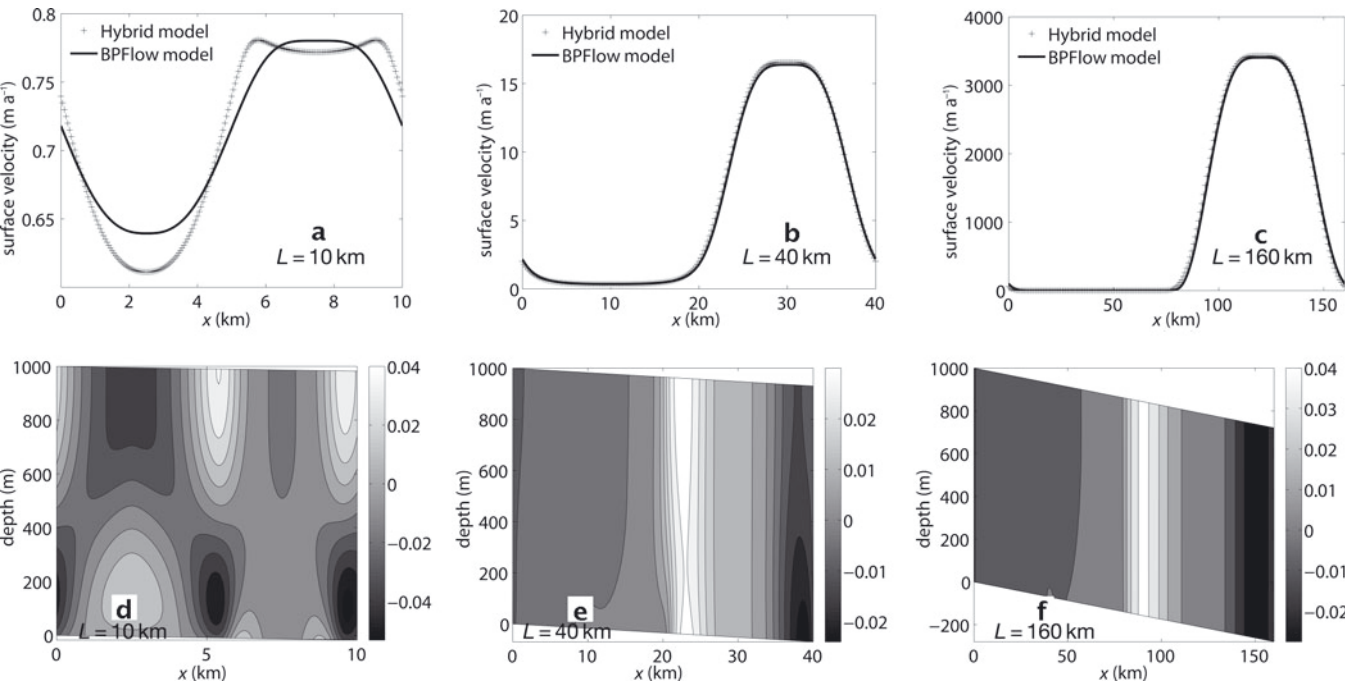 0.8
0.75
0.7
0.65
surface velocity (m a⁻¹)
Hybrid model
BPFlow model
a
L = 10 km
0 2 4 6 8 10
x (km)
20
15
10
5
0
surface velocity (m a⁻¹)
Hybrid model
BPFlow model
b
L = 40 km
0 10 20 30 40
x (km)
4000
3000
2000
1000
0
surface velocity (m a⁻¹)
Hybrid model
BPFlow model
c
L = 160 km
0 50 100 150
x (km)
1000
800
600
400
200
0
depth (m)
d
L = 10 km
0 5 10
x (km)
0.04
0.02
0
−0.02
−0.04
1000
800
600
400
200
0
depth (m)
e
L = 40 km
0 10 20 30 40
x (km)
0.02
0.01
0
−0.01
−0.02
1000
800
600
400
200
0
−200
depth (m)
f
L = 160 km
0 50 100 150
x (km)
0.04
0.03
0.02
0.01
0
−0.01
−0.02